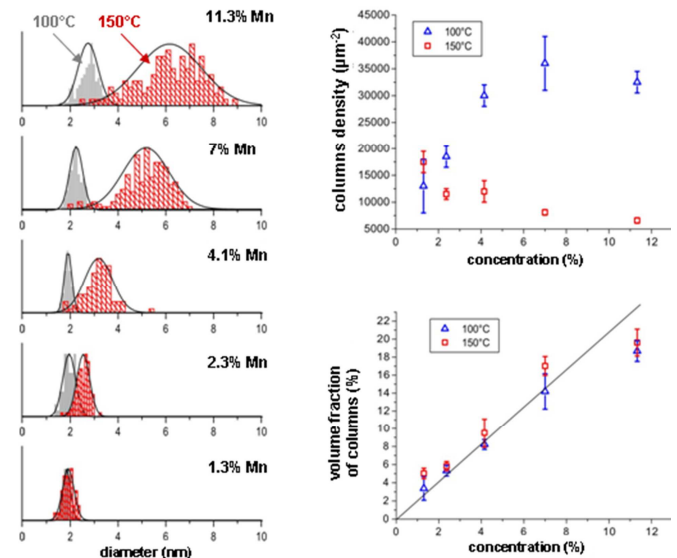 11.3% Mn
100°C
150°C
0 2 4 6 8 10
7% Mn
0 2 4 6 8 10
4.1% Mn
0 2 4 6 8 10
2.3% Mn
0 2 4 6 8 10
1.3% Mn
0 2 4 6 8 10
diameter (nm)
columns density (µm-2)
45000
40000
35000
30000
25000
20000
15000
10000
5000
100°C
150°C
0 2 4 6 8 10 12
concentration (%)
volume fraction
of columns (%)
22
20
18
16
14
12
10
8
6
4
2
0
100°C
150°C
0 2 4 6 8 10 12
concentration (%)